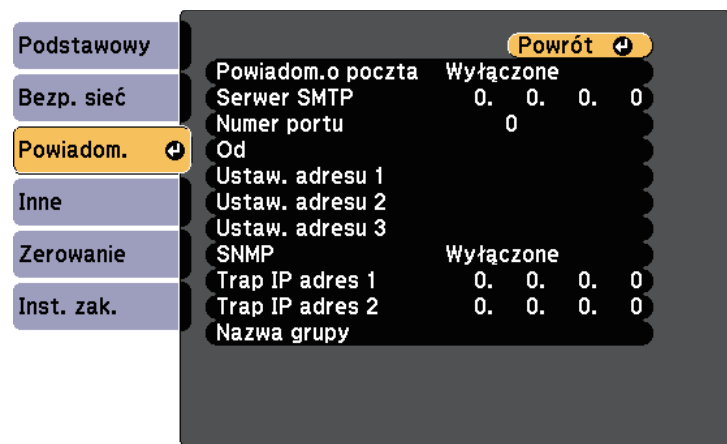 Podstawowy
Bezp. sieć
Powiadom.
Inne
Zerowanie
Inst. zak.
Powrót
Powiadom.o poczta Wyłączone
Serwer SMTP 0. 0. 0. 0
Numer portu 0
Od
Ustaw. adresu 1
Ustaw. adresu 2
Ustaw. adresu 3
SNMP Wyłączone
Trap IP adres 1 0. 0. 0. 0
Trap IP adres 2 0. 0. 0. 0
Nazwa grupy